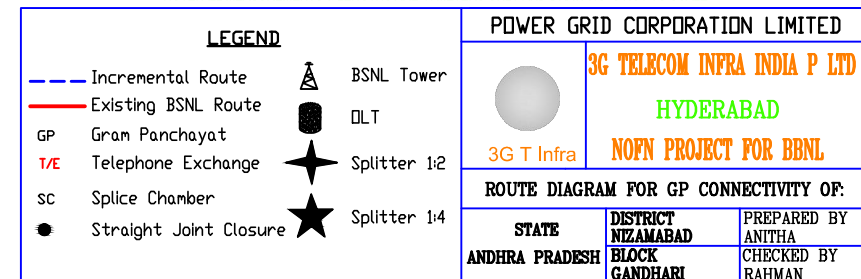 LEGEND
Incremental Route
Existing BSNL Route
GP Gram Panchayat
T/E Telephone Exchange
SC Splice Chamber
Straight Joint Closure
BSNL Tower
OLT
Splitter 1:2
Splitter 1:4
POWER GRID CORPORATION LIMITED
3G T Infra
3G TELECOM INFRA INDIA P LTD
HYDERABAD
NOFN PROJECT FOR BBNL
ROUTE DIAGRAM FOR GP CONNECTIVITY OF:
STATE
ANDHRA PRADESH
DISTRICT
NIZAMABAD
PREPARED BY
ANITHA
BLOCK
GANDHARI
CHECKED BY
RAHMAN